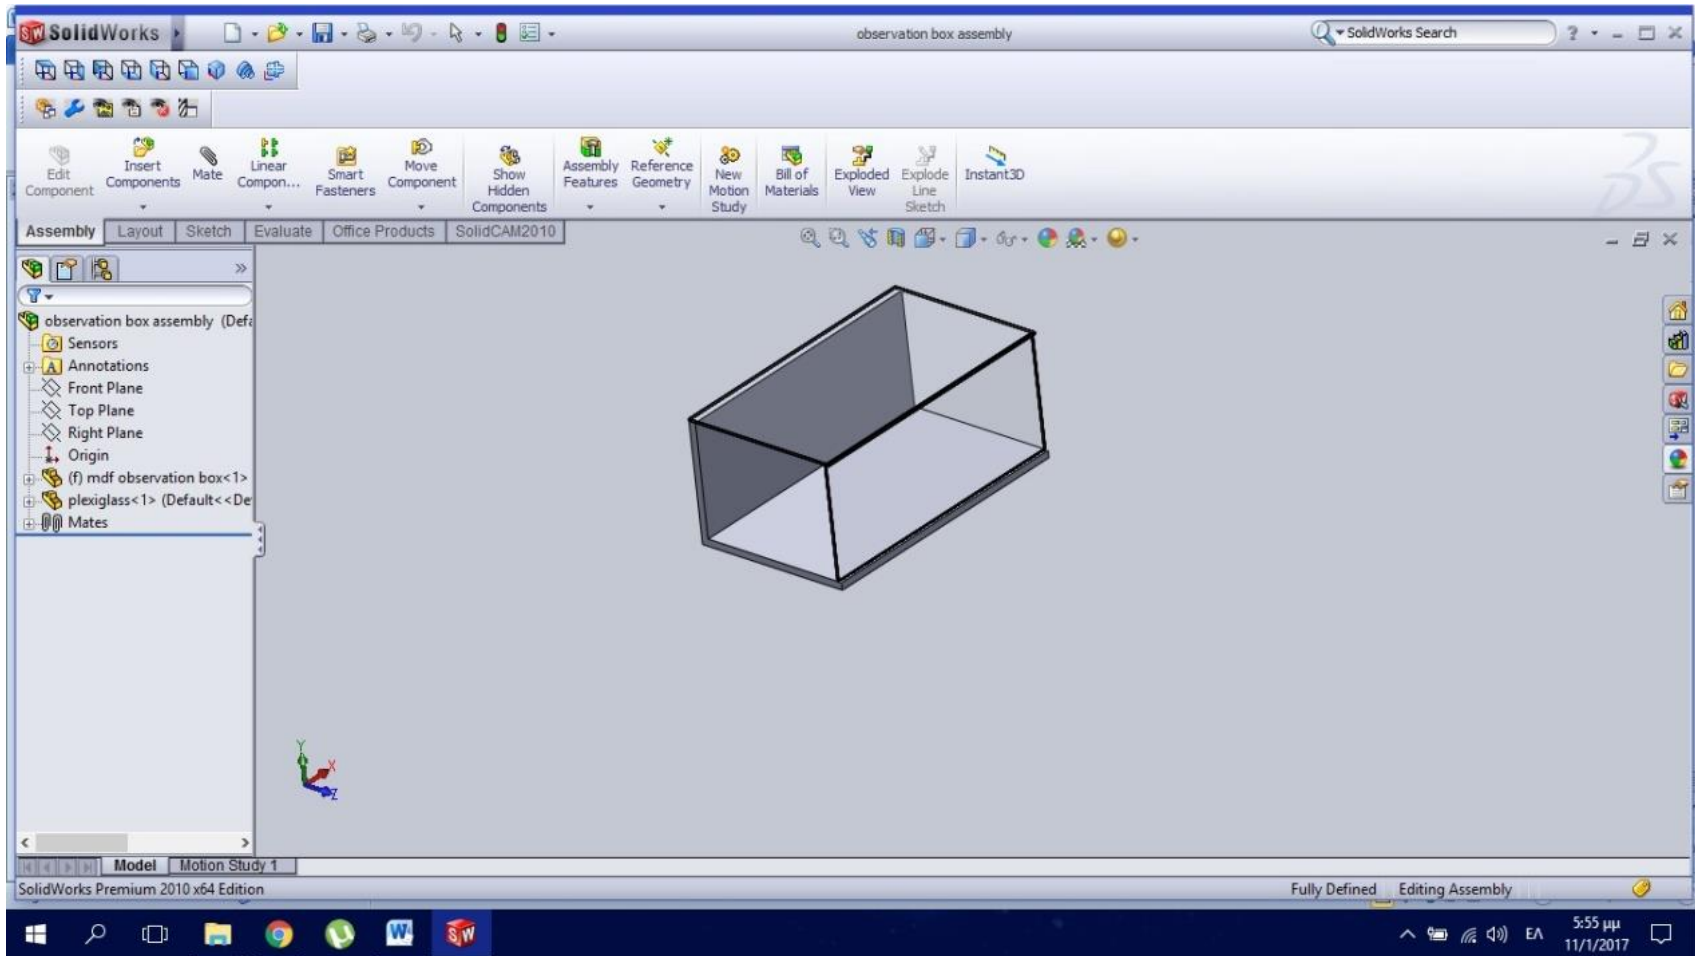 SolidWorks
observation box assembly
SolidWorks Search
?
Edit
Component
Insert
Components
Mate
Linear
Compon...
Smart
Fasteners
Move
Component
Show
Hidden
Components
Assembly
Features
Reference
Geometry
New
Motion
Study
Bill of
Materials
Exploded
View
Explode
Line
Sketch
Instant3D
Assembly
Layout
Sketch
Evaluate
Office Products
SolidCAM2010
observation box assembly (Defa
Sensors
Annotations
Front Plane
Top Plane
Right Plane
Origin
(f) mdf observation box<1>
plexiglass<1> (Default<<De
Mates
Y
X
Z
Model
Motion Study 1
SolidWorks Premium 2010 x64 Edition
Fully Defined
Editing Assembly
ΕΛ
5:55 μμ
11/1/2017